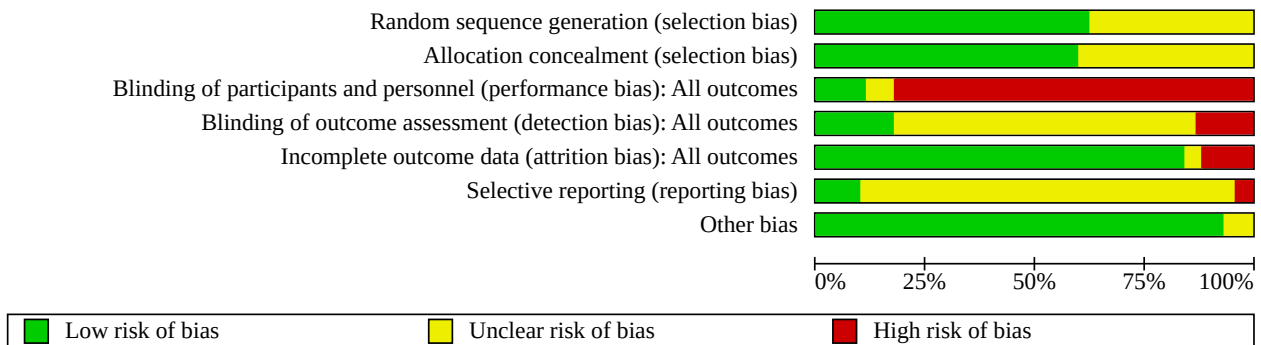 Random sequence generation (selection bias)
Allocation concealment (selection bias)
Blinding of participants and personnel (performance bias): All outcomes
Blinding of outcome assessment (detection bias): All outcomes
Incomplete outcome data (attrition bias): All outcomes
Selective reporting (reporting bias)
Other bias
0% 25% 50% 75% 100%
Low risk of bias Unclear risk of bias High risk of bias